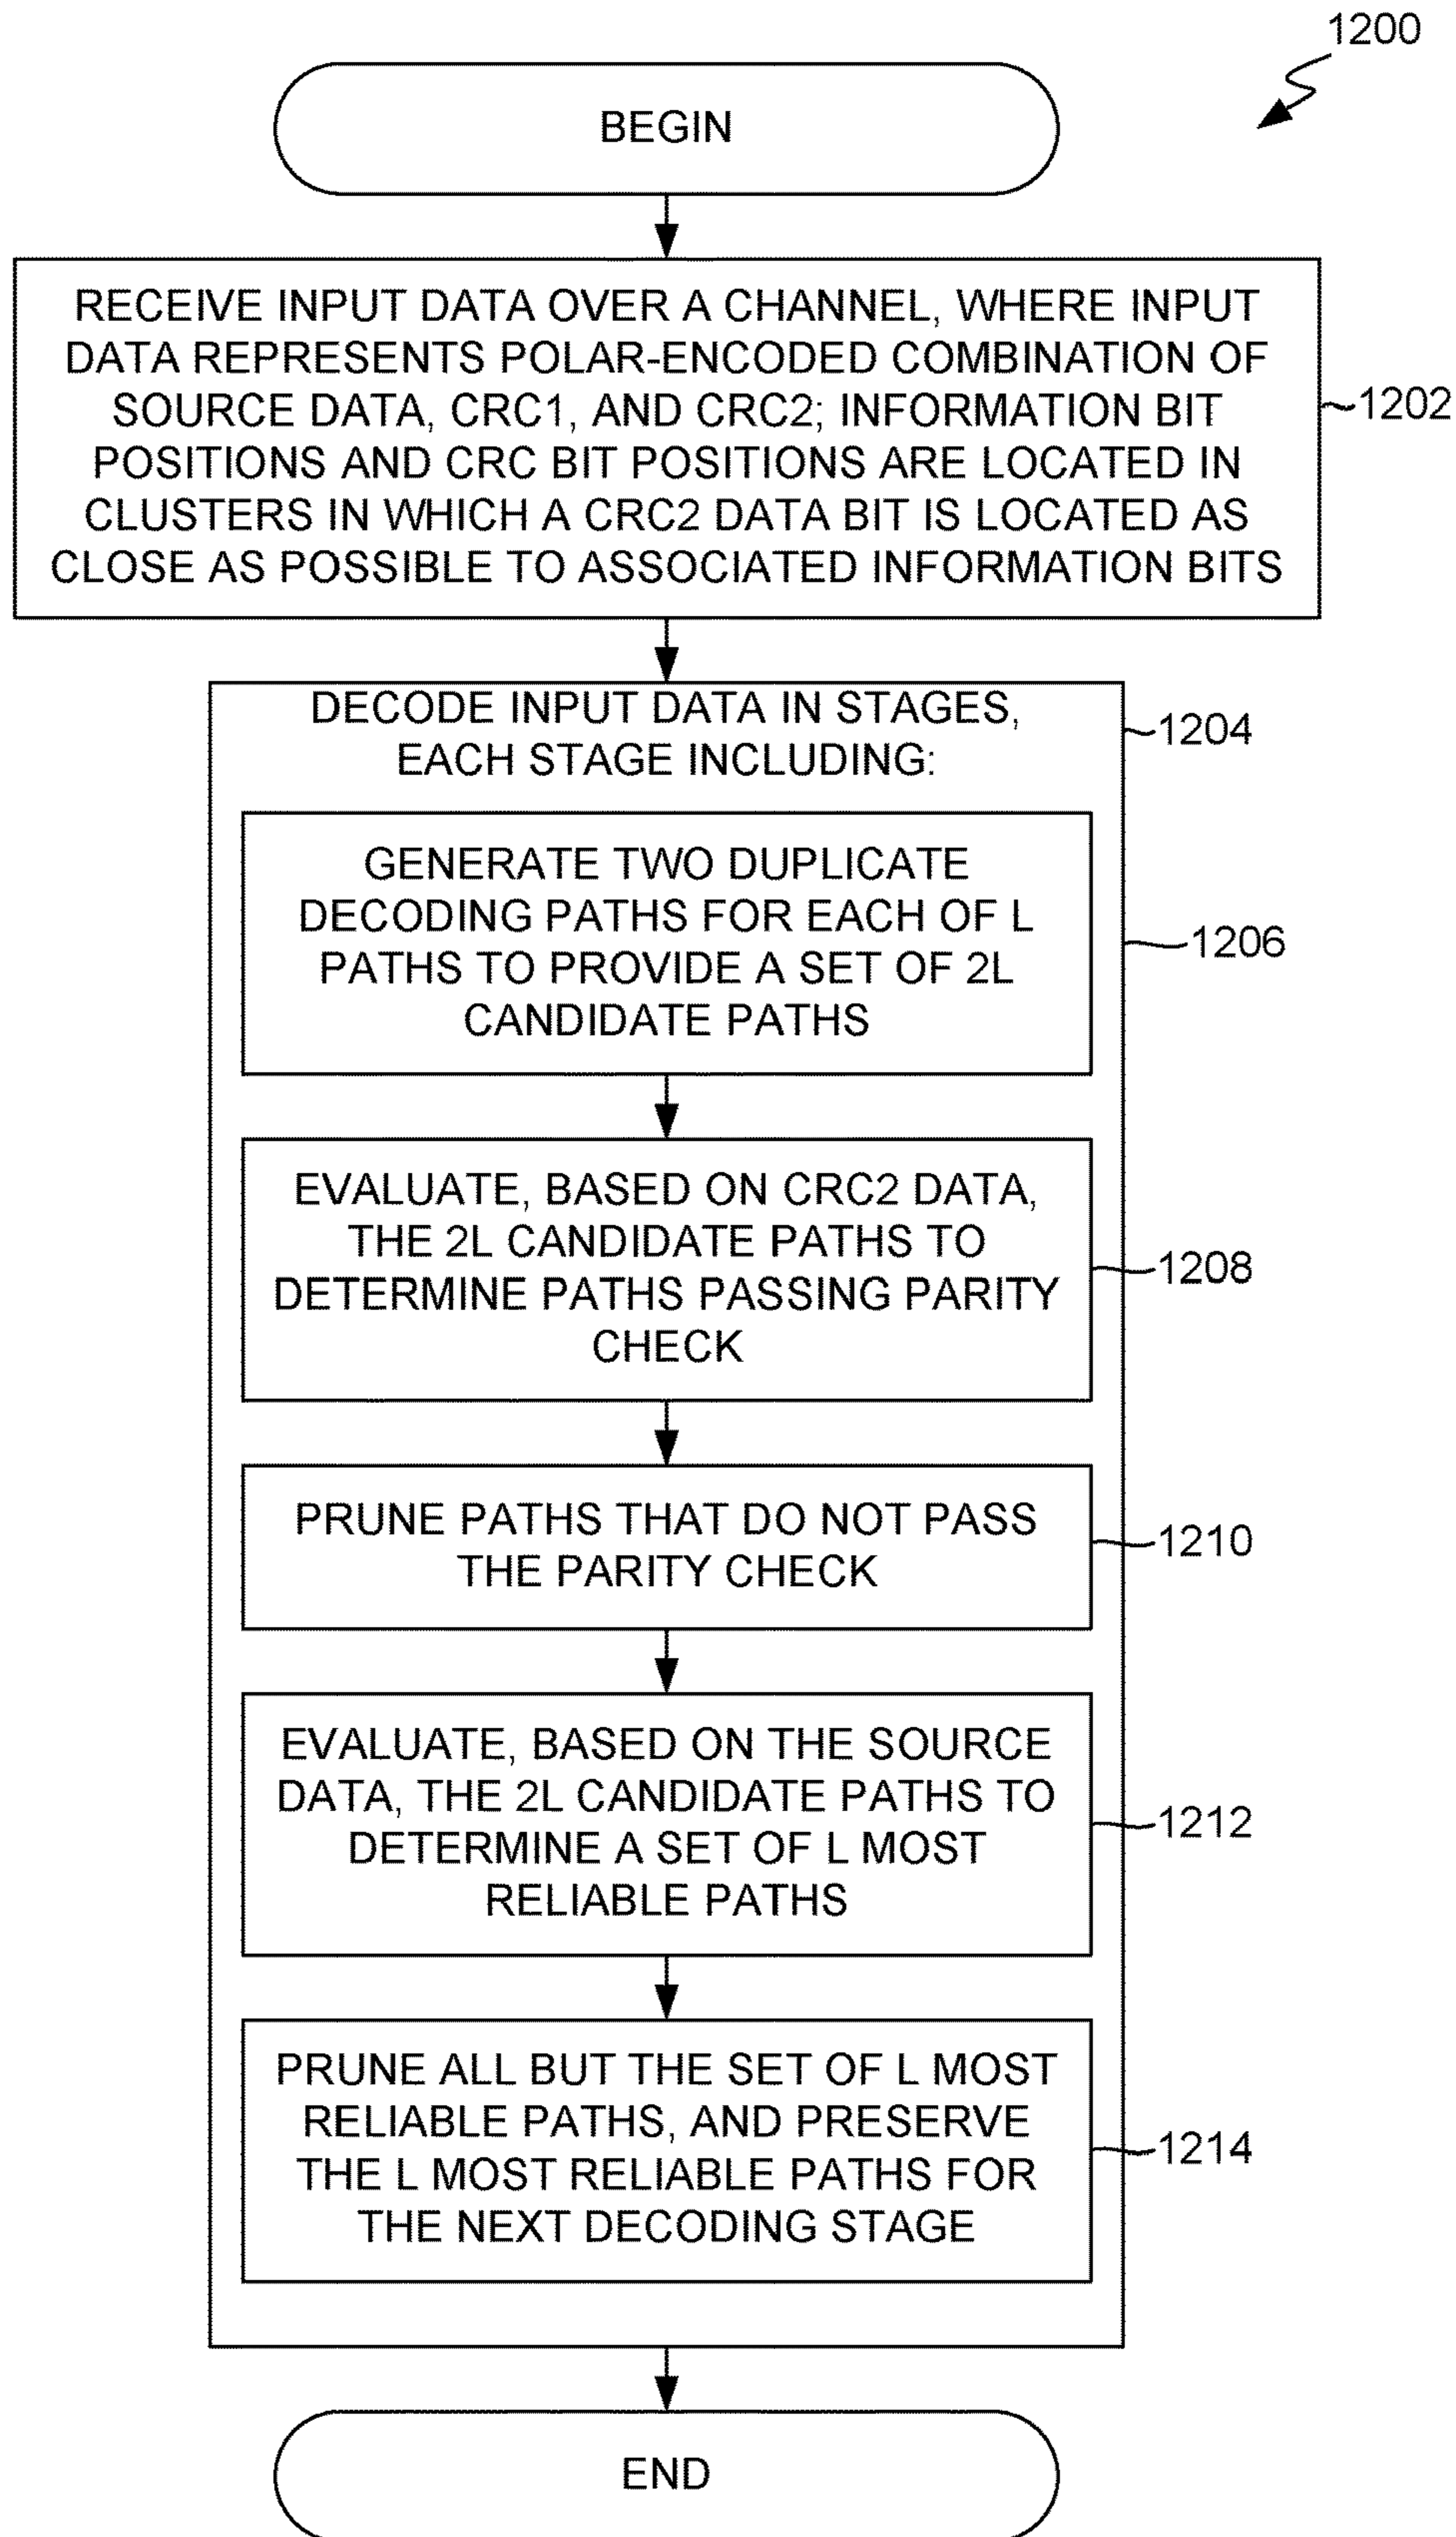 1200
BEGIN
RECEIVE INPUT DATA OVER A CHANNEL, WHERE INPUT
DATA REPRESENTS POLAR-ENCODED COMBINATION OF
SOURCE DATA, CRC1, AND CRC2; INFORMATION BIT
POSITIONS AND CRC BIT POSITIONS ARE LOCATED IN
CLUSTERS IN WHICH A CRC2 DATA BIT IS LOCATED AS
CLOSE AS POSSIBLE TO ASSOCIATED INFORMATION BITS
1202
DECODE INPUT DATA IN STAGES,
EACH STAGE INCLUDING:
1204
GENERATE TWO DUPLICATE
DECODING PATHS FOR EACH OF L
PATHS TO PROVIDE A SET OF 2L
CANDIDATE PATHS
1206
EVALUATE, BASED ON CRC2 DATA,
THE 2L CANDIDATE PATHS TO
DETERMINE PATHS PASSING PARITY
CHECK
1208
PRUNE PATHS THAT DO NOT PASS
THE PARITY CHECK
1210
EVALUATE, BASED ON THE SOURCE
DATA, THE 2L CANDIDATE PATHS TO
DETERMINE A SET OF L MOST
RELIABLE PATHS
1212
PRUNE ALL BUT THE SET OF L MOST
RELIABLE PATHS, AND PRESERVE
THE L MOST RELIABLE PATHS FOR
THE NEXT DECODING STAGE
1214
END